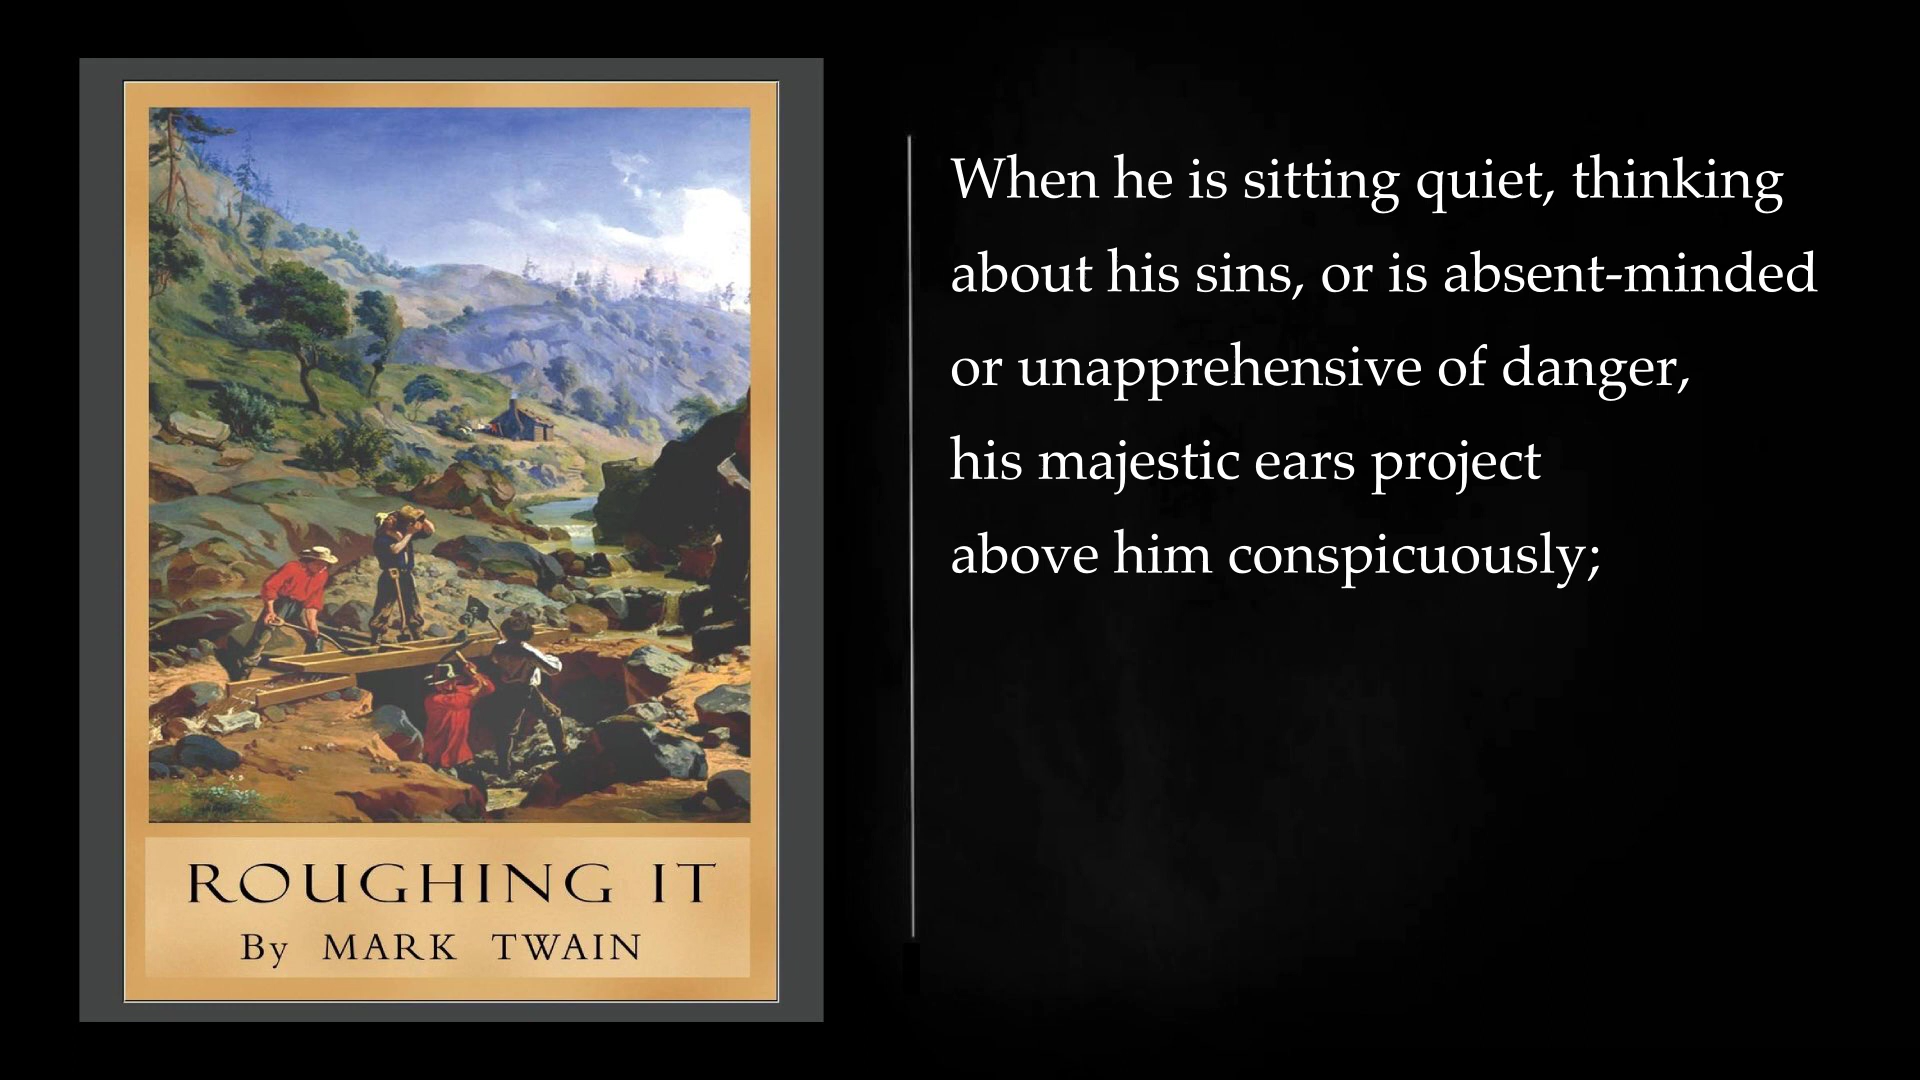 ROUGHING IT
By MARK TWAIN
When he is sitting quiet, thinking
about his sins, or is absent-minded
or unapprehensive of danger,
his majestic ears project
above him conspicuously;